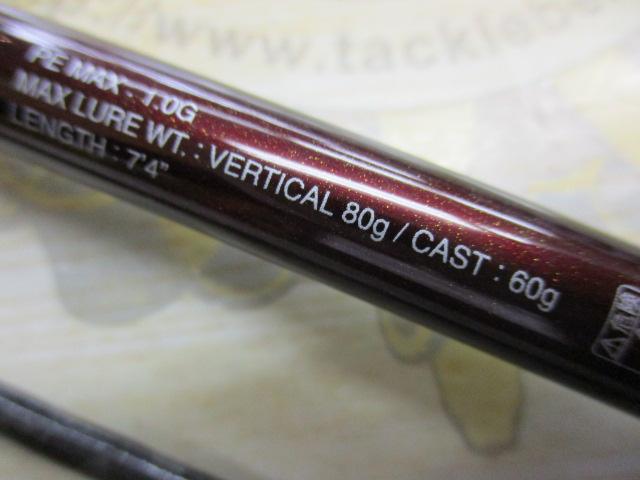 www.tackle
PE MAX - 1.0G
MAX LURE WT. : VERTICAL 80g / CAST : 60g
LENGTH : 7'4"